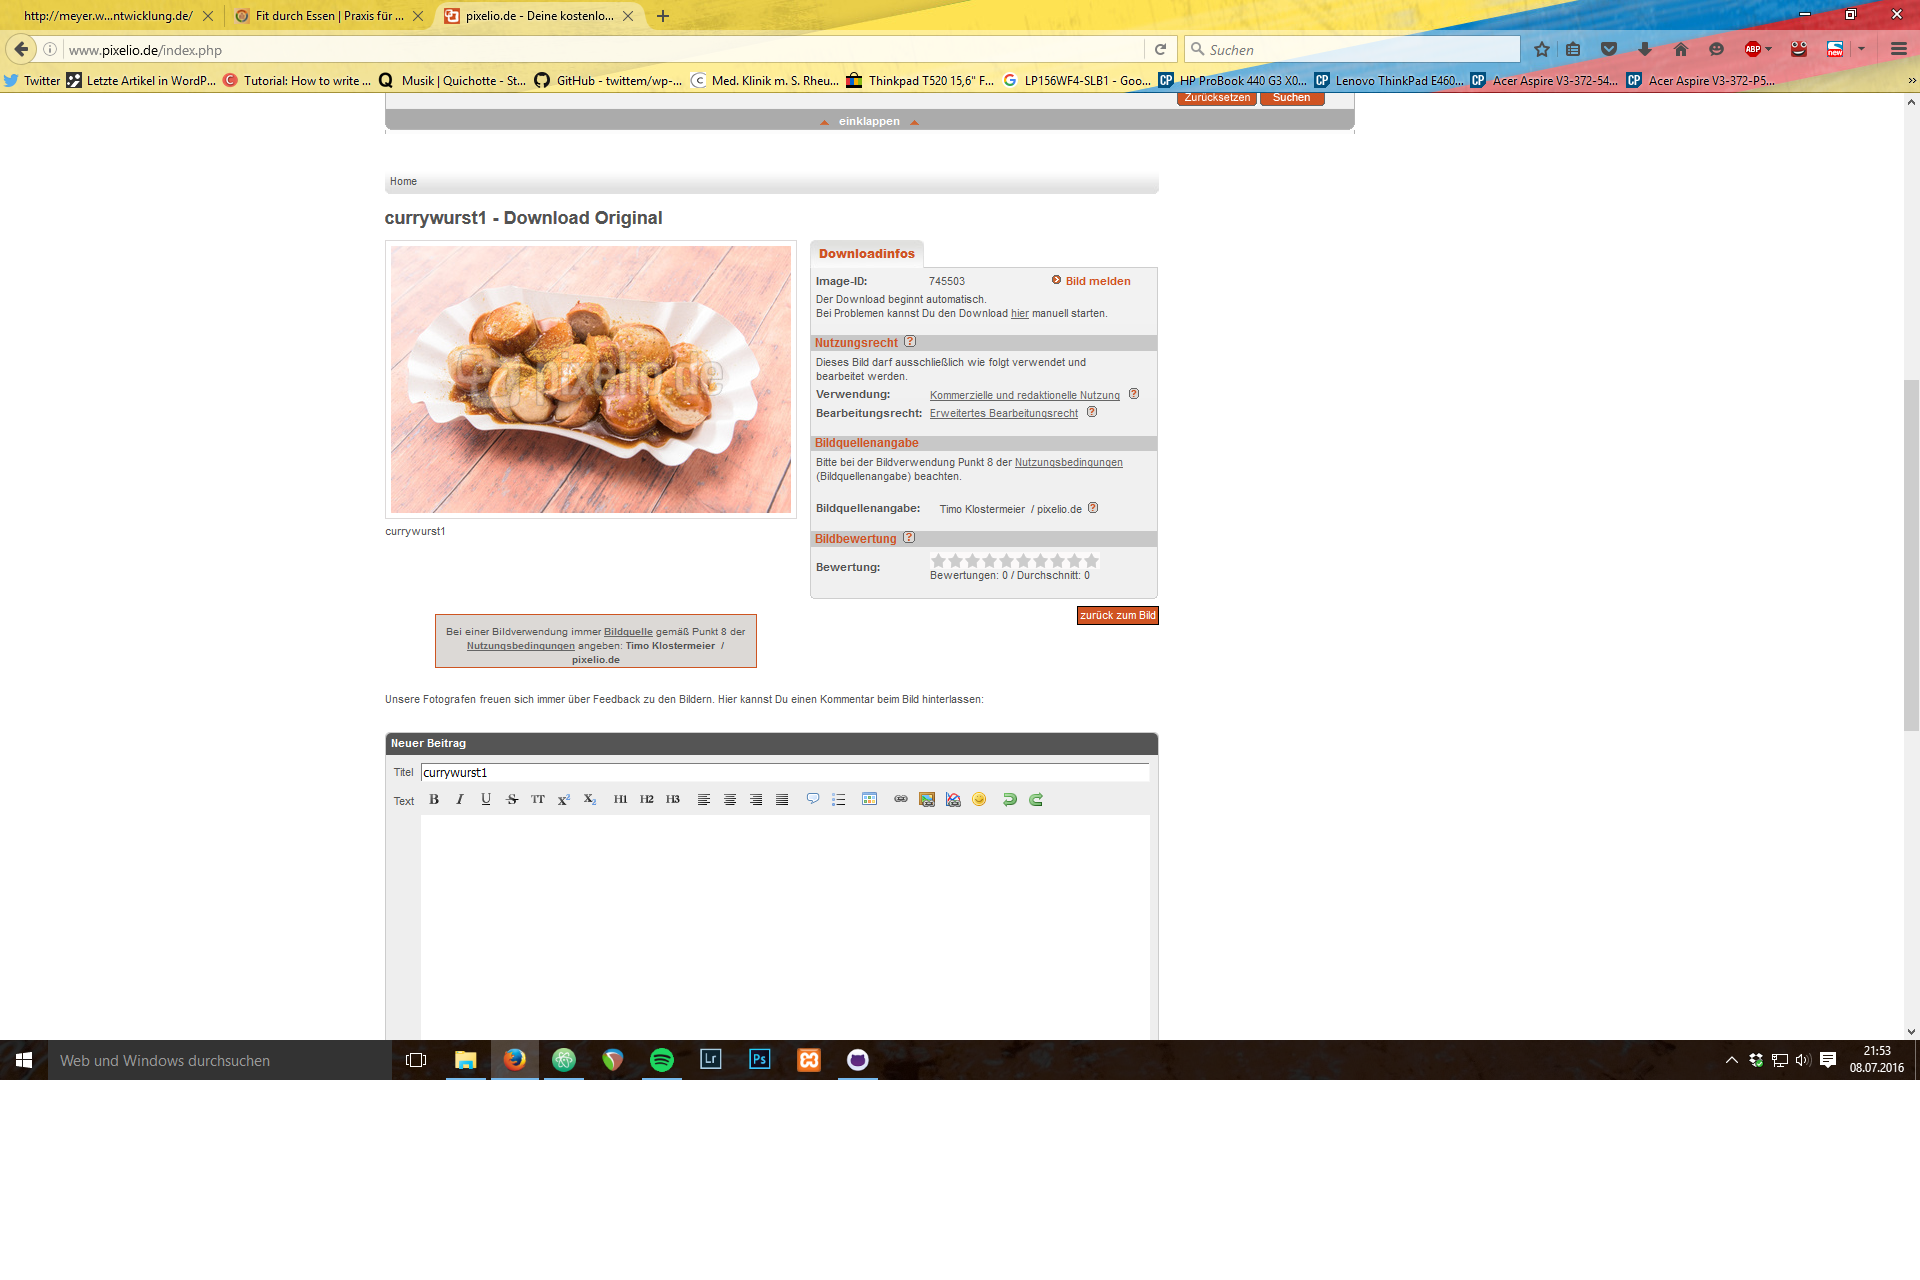 http://meyer.w...ntwicklung.de/
Fit durch Essen | Praxis für ...
pixelio.de - Deine kostenlo...
www.pixelio.de/index.php
Suchen
Twitter
Letzte Artikel in WordP...
Tutorial: How to write ...
Musik | Quichotte - St...
GitHub - twittem/wp-...
Med. Klinik m. S. Rheu...
Thinkpad T520 15,6" F...
LP156WF4-SLB1 - Goo...
HP ProBook 440 G3 X0...
Lenovo ThinkPad E460...
Acer Aspire V3-372-54...
Acer Aspire V3-372-P5...
Zurücksetzen
Suchen
einklappen
Home
currywurst1 - Download Original
pixelio.de
currywurst1
Downloadinfos
Image-ID: 745503 Bild melden
Der Download beginnt automatisch.
Bei Problemen kannst Du den Download hier manuell starten.
Nutzungsrecht ?
Dieses Bild darf ausschließlich wie folgt verwendet und
bearbeitet werden.
Verwendung: Kommerzielle und redaktionelle Nutzung ?
Bearbeitungsrecht: Erweitertes Bearbeitungsrecht ?
Bildquellenangabe
Bitte bei der Bildverwendung Punkt 8 der Nutzungsbedingungen
(Bildquellenangabe) beachten.
Bildquellenangabe: Timo Klostermeier / pixelio.de ?
Bildbewertung ?
Bewertung:
Bewertungen: 0 / Durchschnitt: 0
zurück zum Bild
Bei einer Bildverwendung immer Bildquelle gemäß Punkt 8 der
Nutzungsbedingungen angeben: Timo Klostermeier /
pixelio.de
Unsere Fotografen freuen sich immer über Feedback zu den Bildern. Hier kannst Du einen Kommentar beim Bild hinterlassen:
Neuer Beitrag
Titel currywurst1
Text B I U S TT X² X₂ H1 H2 H3
Web und Windows durchsuchen
Lr
Ps
21:53
08.07.2016